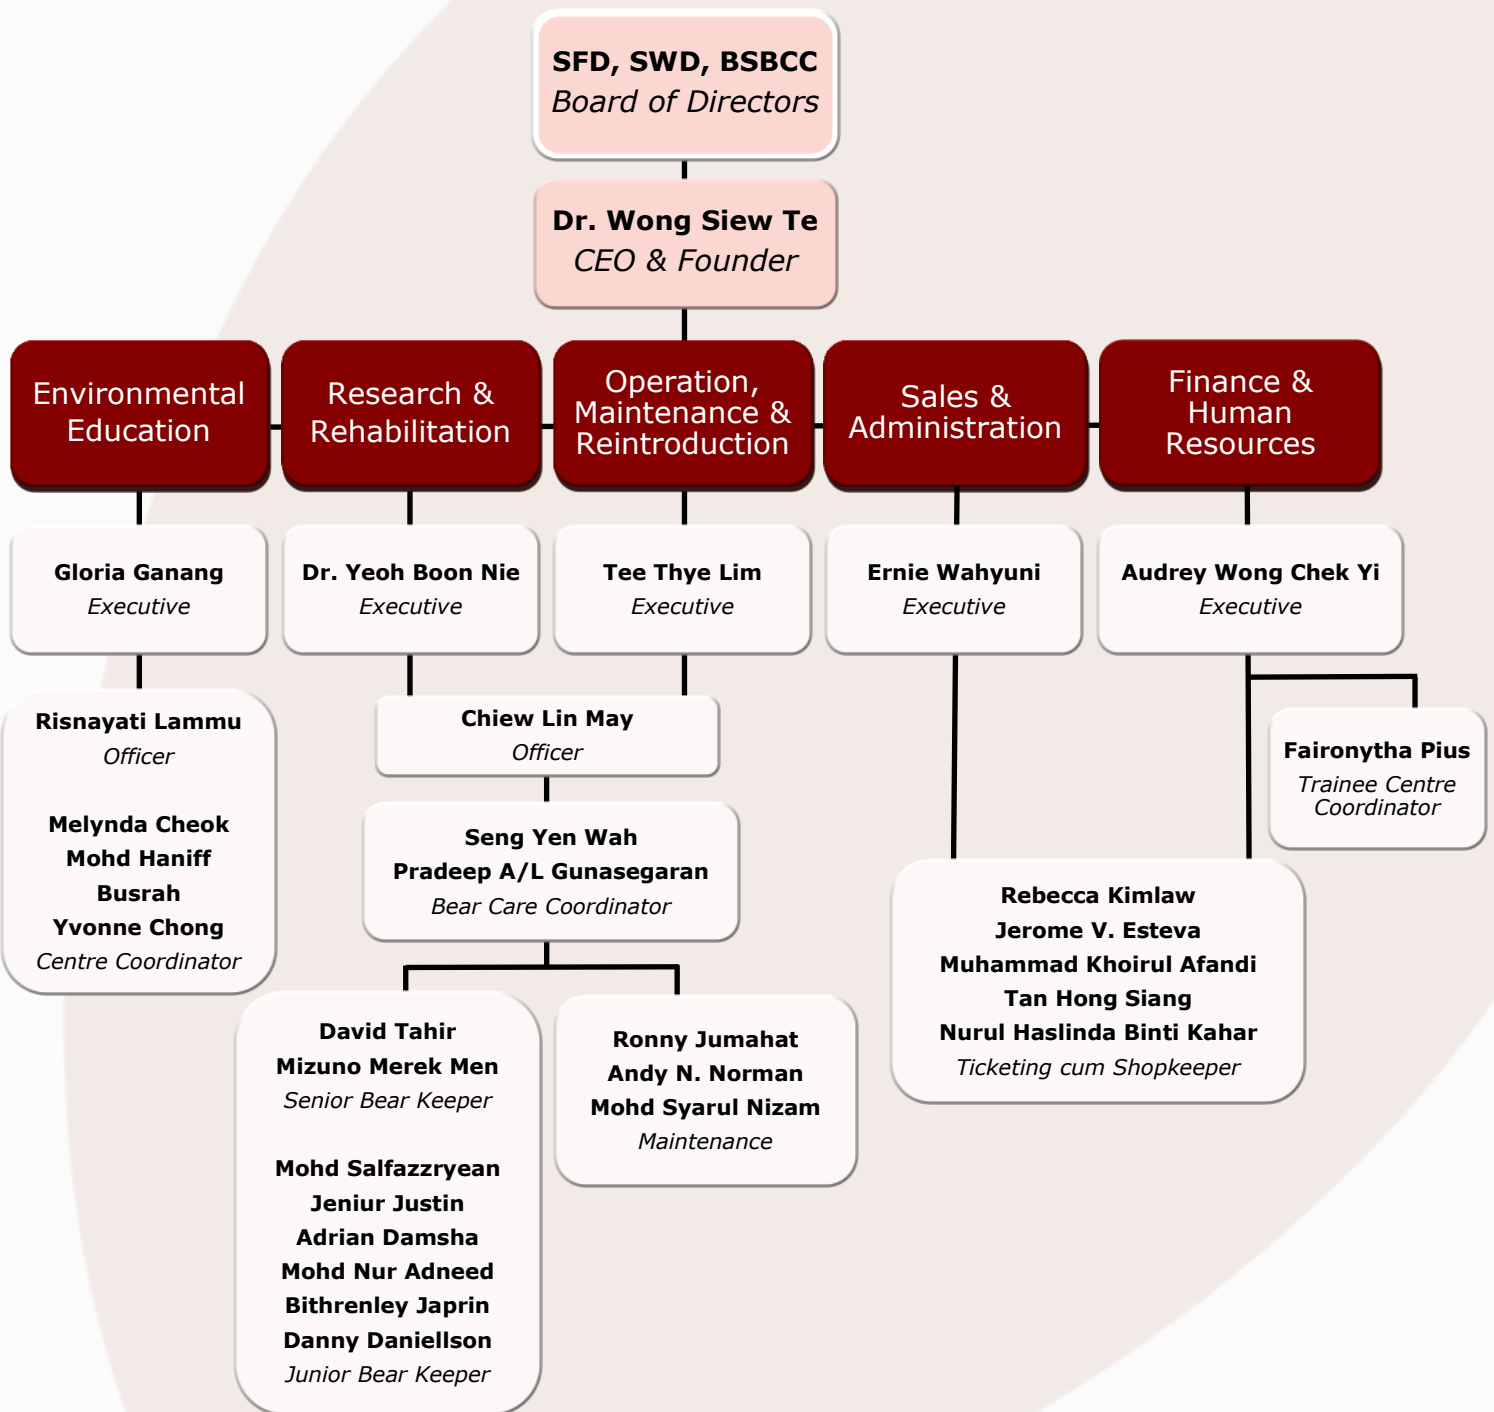 SFD, SWD, BSBCC
Board of Directors
Dr. Wong Siew Te
CEO & Founder
Environmental
Education
Research &
Rehabilitation
Operation,
Maintenance &
Reintroduction
Sales &
Administration
Finance &
Human
Resources
Gloria Ganang
Executive
Dr. Yeoh Boon Nie
Executive
Tee Thye Lim
Executive
Ernie Wahyuni
Executive
Audrey Wong Chek Yi
Executive
Risnayati Lammu
Officer
Melynda Cheok
Mohd Haniff
Busrah
Yvonne Chong
Centre Coordinator
Chiew Lin May
Officer
Seng Yen Wah
Pradeep A/L Gunasegaran
Bear Care Coordinator
David Tahir
Mizuno Merek Men
Senior Bear Keeper
Mohd Salfazzryean
Jeniur Justin
Adrian Damsha
Mohd Nur Adneed
Bithrenley Japrin
Danny Daniellson
Junior Bear Keeper
Ronny Jumahat
Andy N. Norman
Mohd Syarul Nizam
Maintenance
Rebecca Kimlaw
Jerome V. Esteva
Muhammad Khoirul Afandi
Tan Hong Siang
Nurul Haslinda Binti Kahar
Ticketing cum Shopkeeper
Faironytha Pius
Trainee Centre
Coordinator